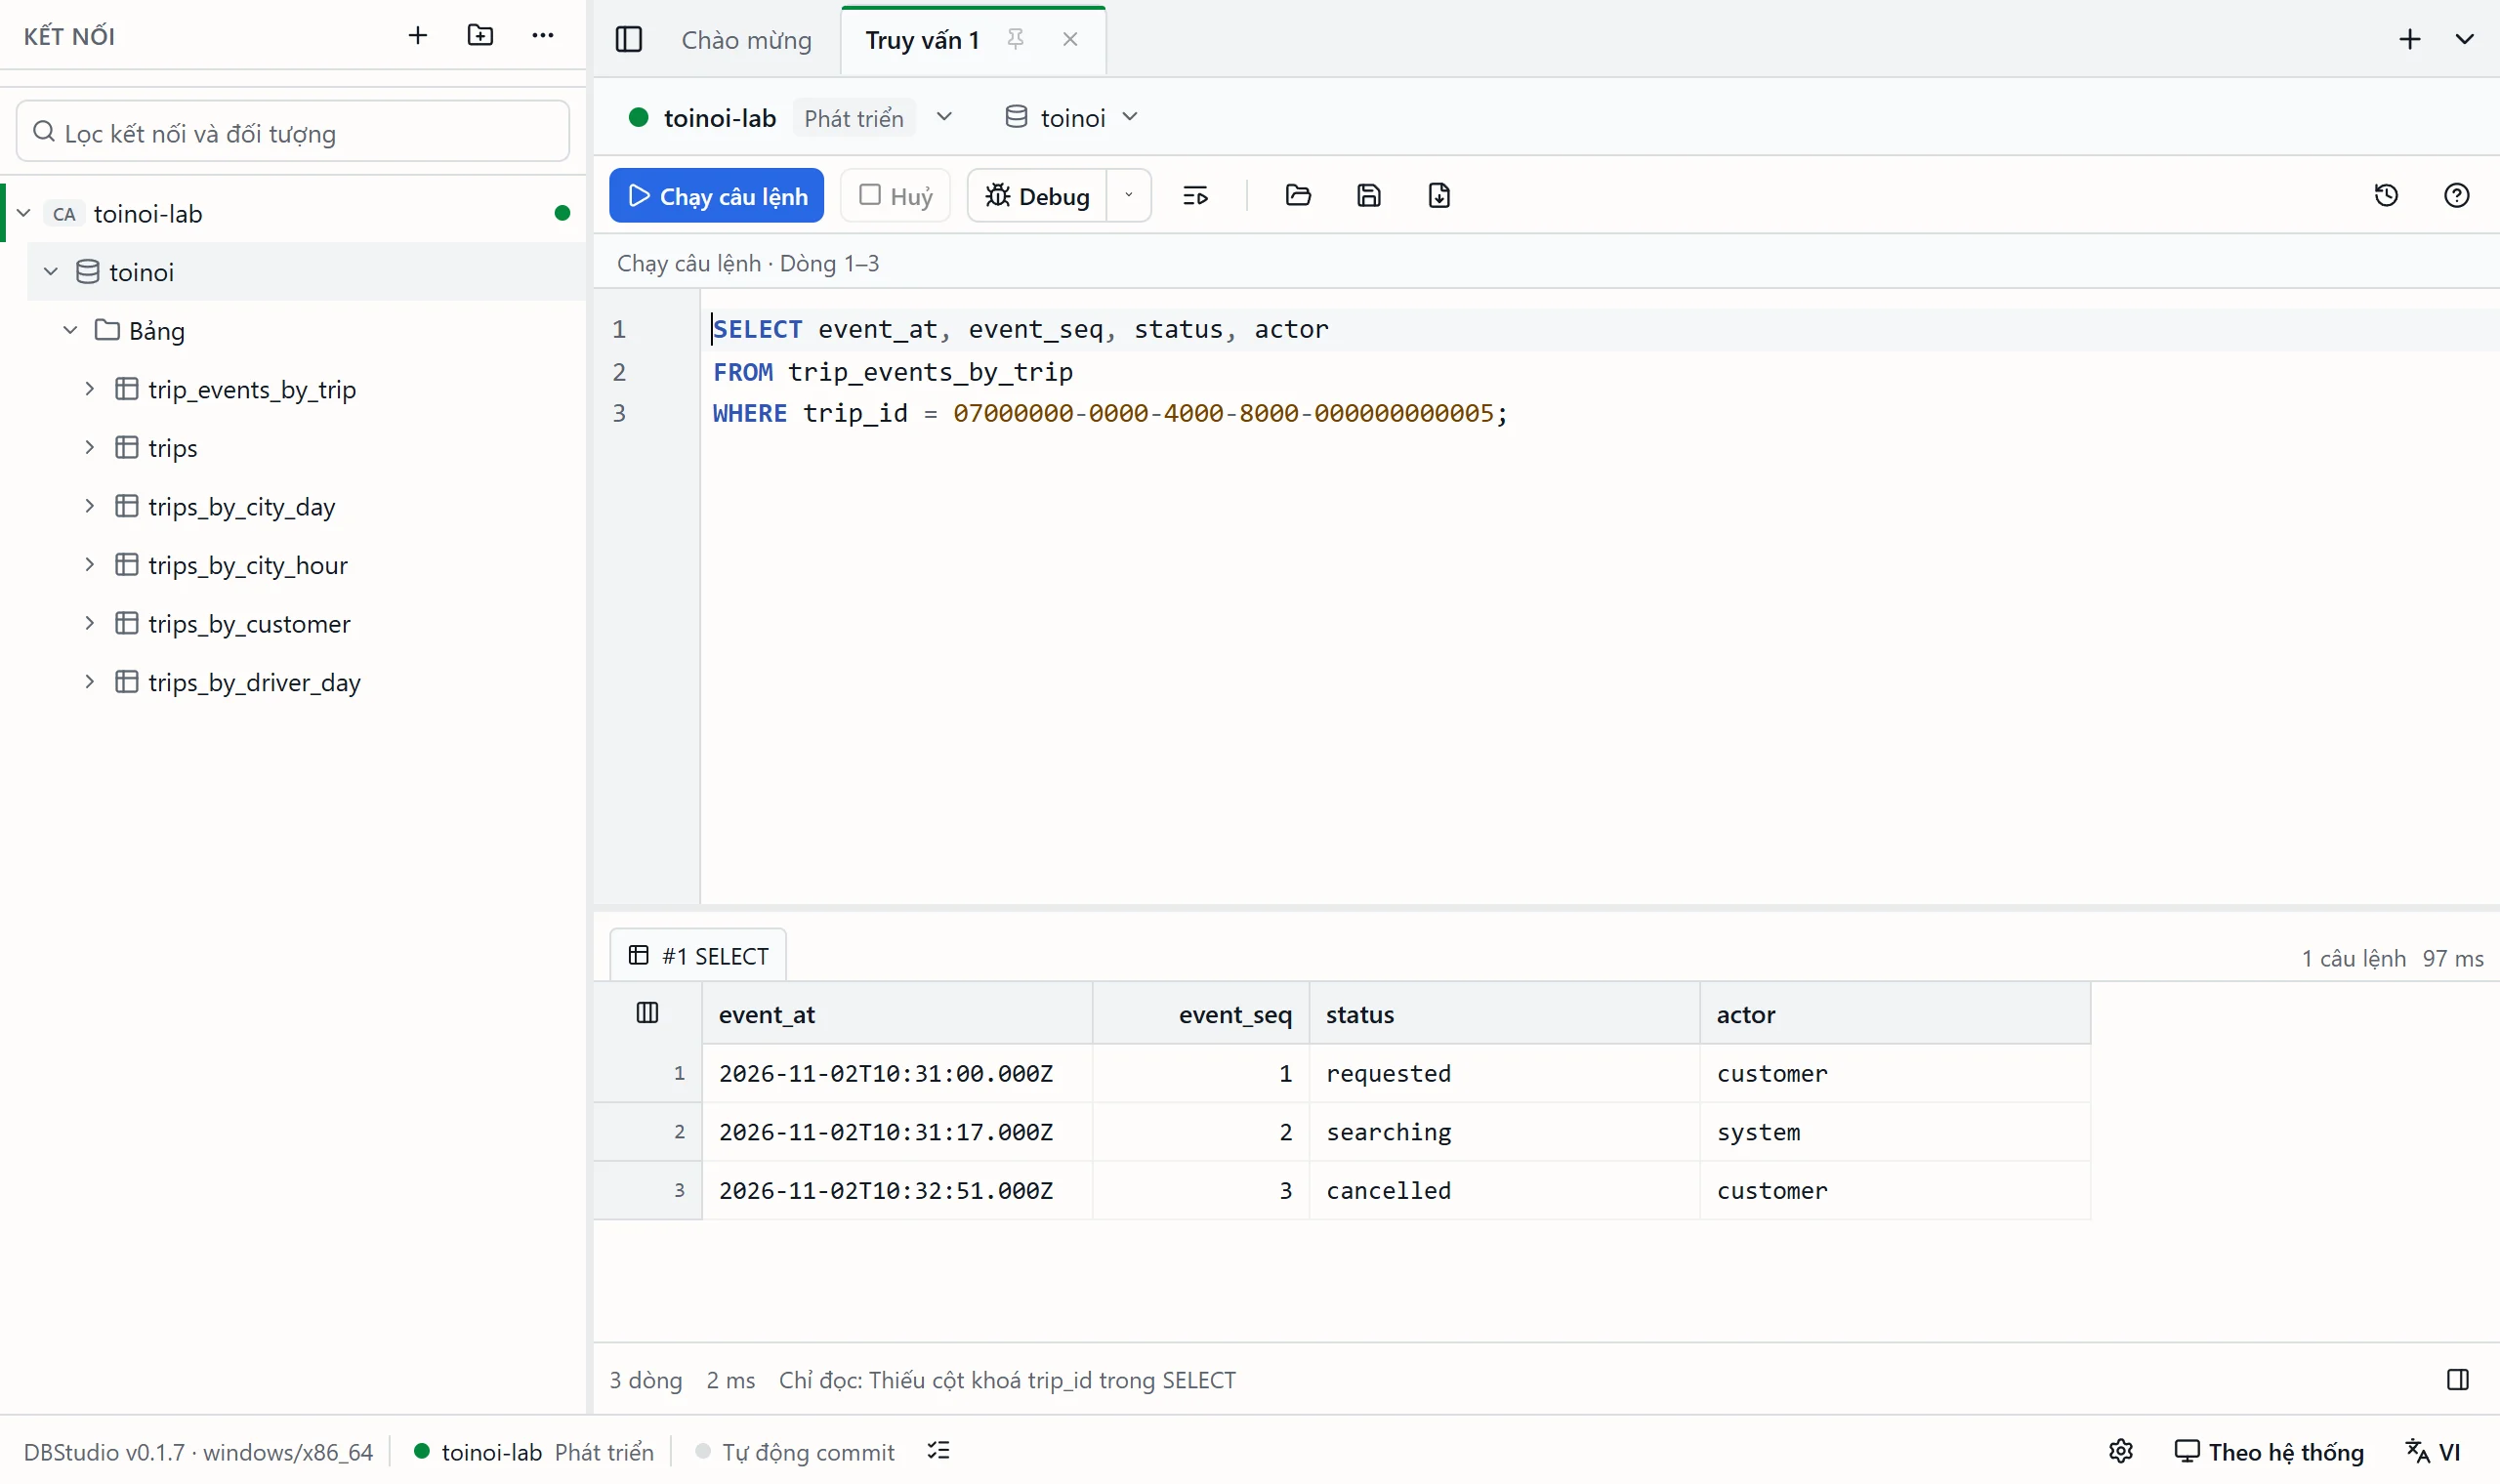 KẾT NỐI
Lọc kết nối và đối tượng
CA toinoi-lab
toinoi
Bảng
trip_events_by_trip
trips
trips_by_city_day
trips_by_city_hour
trips_by_customer
trips_by_driver_day
Chào mừng
Truy vấn 1
toinoi-lab Phát triển toinoi
Chạy câu lệnh Huỷ Debug
Chạy câu lệnh · Dòng 1–3
1 SELECT event_at, event_seq, status, actor
2 FROM trip_events_by_trip
3 WHERE trip_id = 07000000-0000-4000-8000-000000000005;
#1 SELECT 1 câu lệnh 97 ms
event_at event_seq status actor
1 2026-11-02T10:31:00.000Z 1 requested customer
2 2026-11-02T10:31:17.000Z 2 searching system
3 2026-11-02T10:32:51.000Z 3 cancelled customer
3 dòng 2 ms Chỉ đọc: Thiếu cột khoá trip_id trong SELECT
DBStudio v0.1.7 · windows/x86_64 toinoi-lab Phát triển Tự động commit Theo hệ thống VI